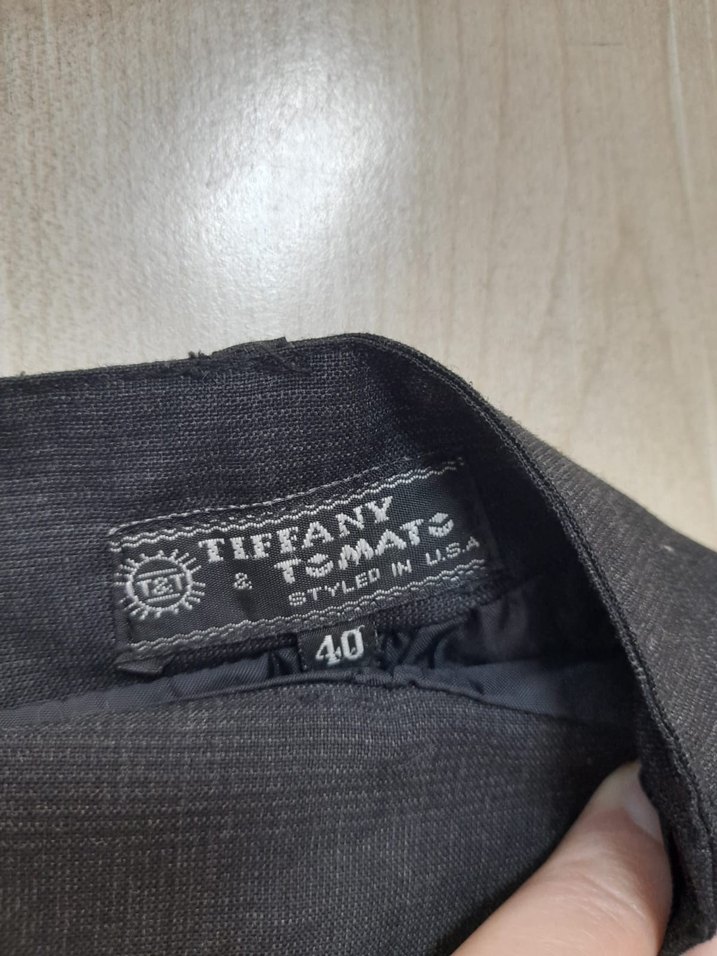 T&T
TIFFANY
& TOMATO
STYLED IN U.S.A
40